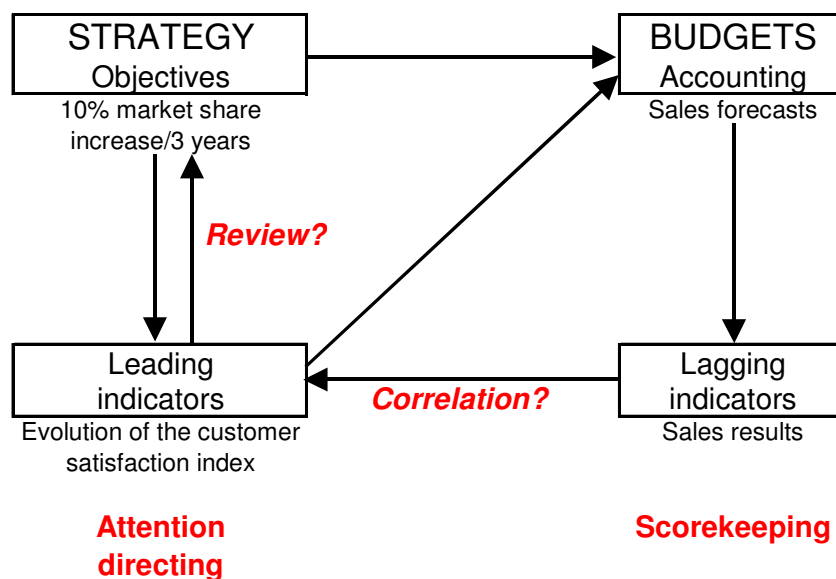 STRATEGY
Objectives
10% market share
increase/3 years
BUDGETS
Accounting
Sales forecasts
Review?
Leading
indicators
Evolution of the customer
satisfaction index
Correlation?
Lagging
indicators
Sales results
Attention
directing
Scorekeeping